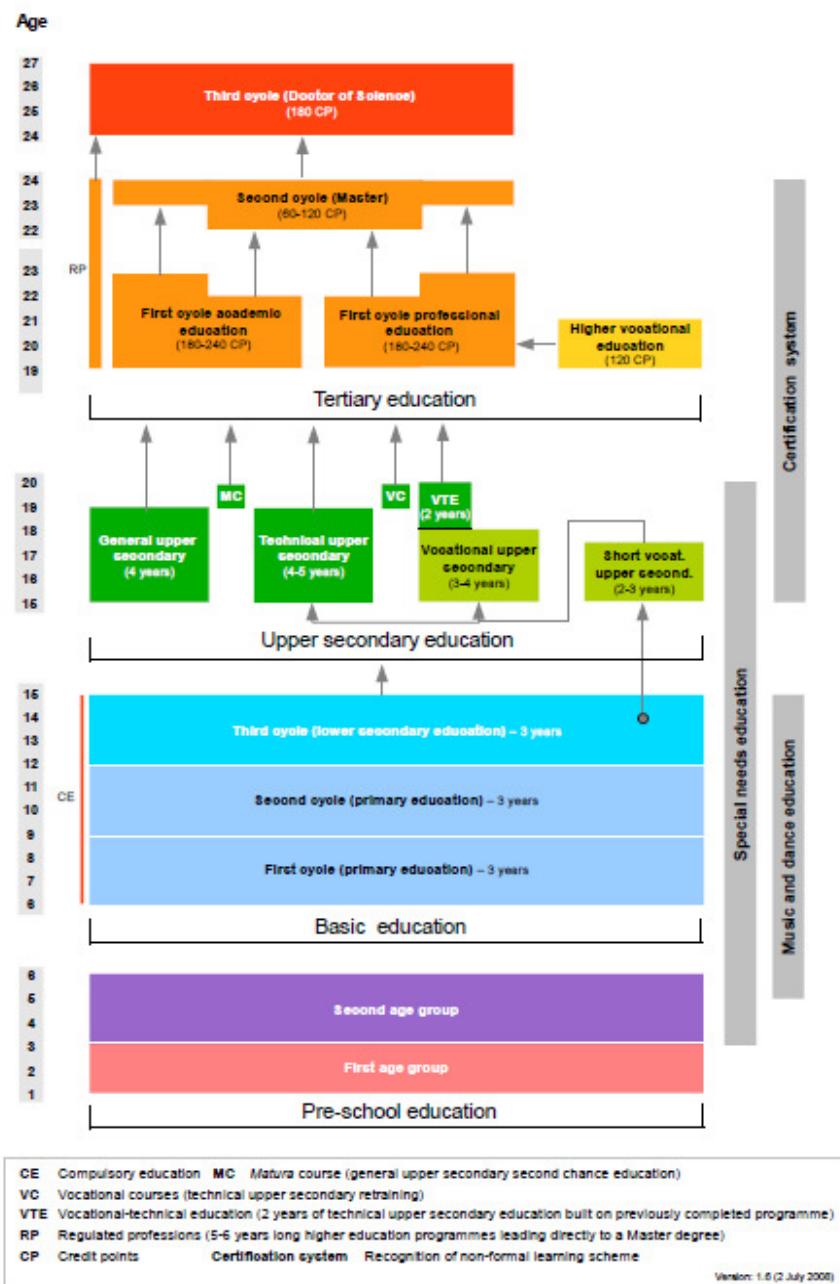 Age
27
26
25
24
Third cycle (Doctor of Science)
(180 CP)
24
23
22
Second cycle (Master)
(60-120 CP)
RP
23
22
21
20
19
First cycle academic
education
(180-240 CP)
First cycle professional
education
(180-240 CP)
Higher vocational
education
(120 CP)
Tertiary education
20
19
18
17
16
15
MC
VC
VTE
(2 years)
General upper
secondary
(4 years)
Technical upper
secondary
(4-5 years)
Vocational upper
secondary
(3-4 years)
Short vocat.
upper second.
(2-3 years)
Upper secondary education
15
14
13
12
11
10
9
8
7
6
CE
Third cycle (lower secondary education) – 3 years
Second cycle (primary education) – 3 years
First cycle (primary education) – 3 years
Basic education
6
5
4
3
2
1
Second age group
First age group
Pre-school education
Certification system
Special needs education
Music and dance education
CE Compulsory education MC Matura course (general upper secondary second chance education)
VC Vocational courses (technical upper secondary retraining)
VTE Vocational-technical education (2 years of technical upper secondary education built on previously completed programme)
RP Regulated professions (5-6 years long higher education programmes leading directly to a Master degree)
CP Credit points Certification system Recognition of non-formal learning scheme
Version: 1.6 (2 July 2008)